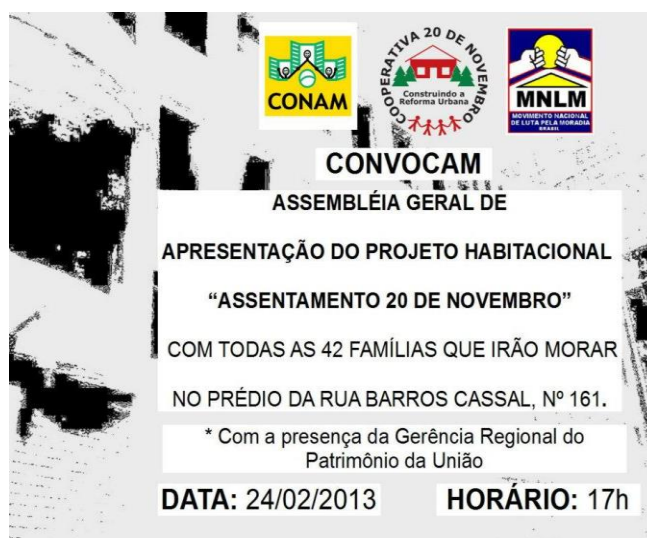 CONAM
COOPERATIVA 20 DE NOVEMBRO
Construindo a
Reforma Urbana
MNLM
MOVIMENTO NACIONAL
DE LUTA PELA MORADIA
BRASIL
CONVOCAM
ASSEMBLÉIA GERAL DE
APRESENTAÇÃO DO PROJETO HABITACIONAL
“ASSENTAMENTO 20 DE NOVEMBRO”
COM TODAS AS 42 FAMÍLIAS QUE IRÃO MORAR
NO PRÉDIO DA RUA BARROS CASSAL, Nº 161.
* Com a presença da Gerência Regional do
Patrimônio da União
DATA: 24/02/2013 HORÁRIO: 17h